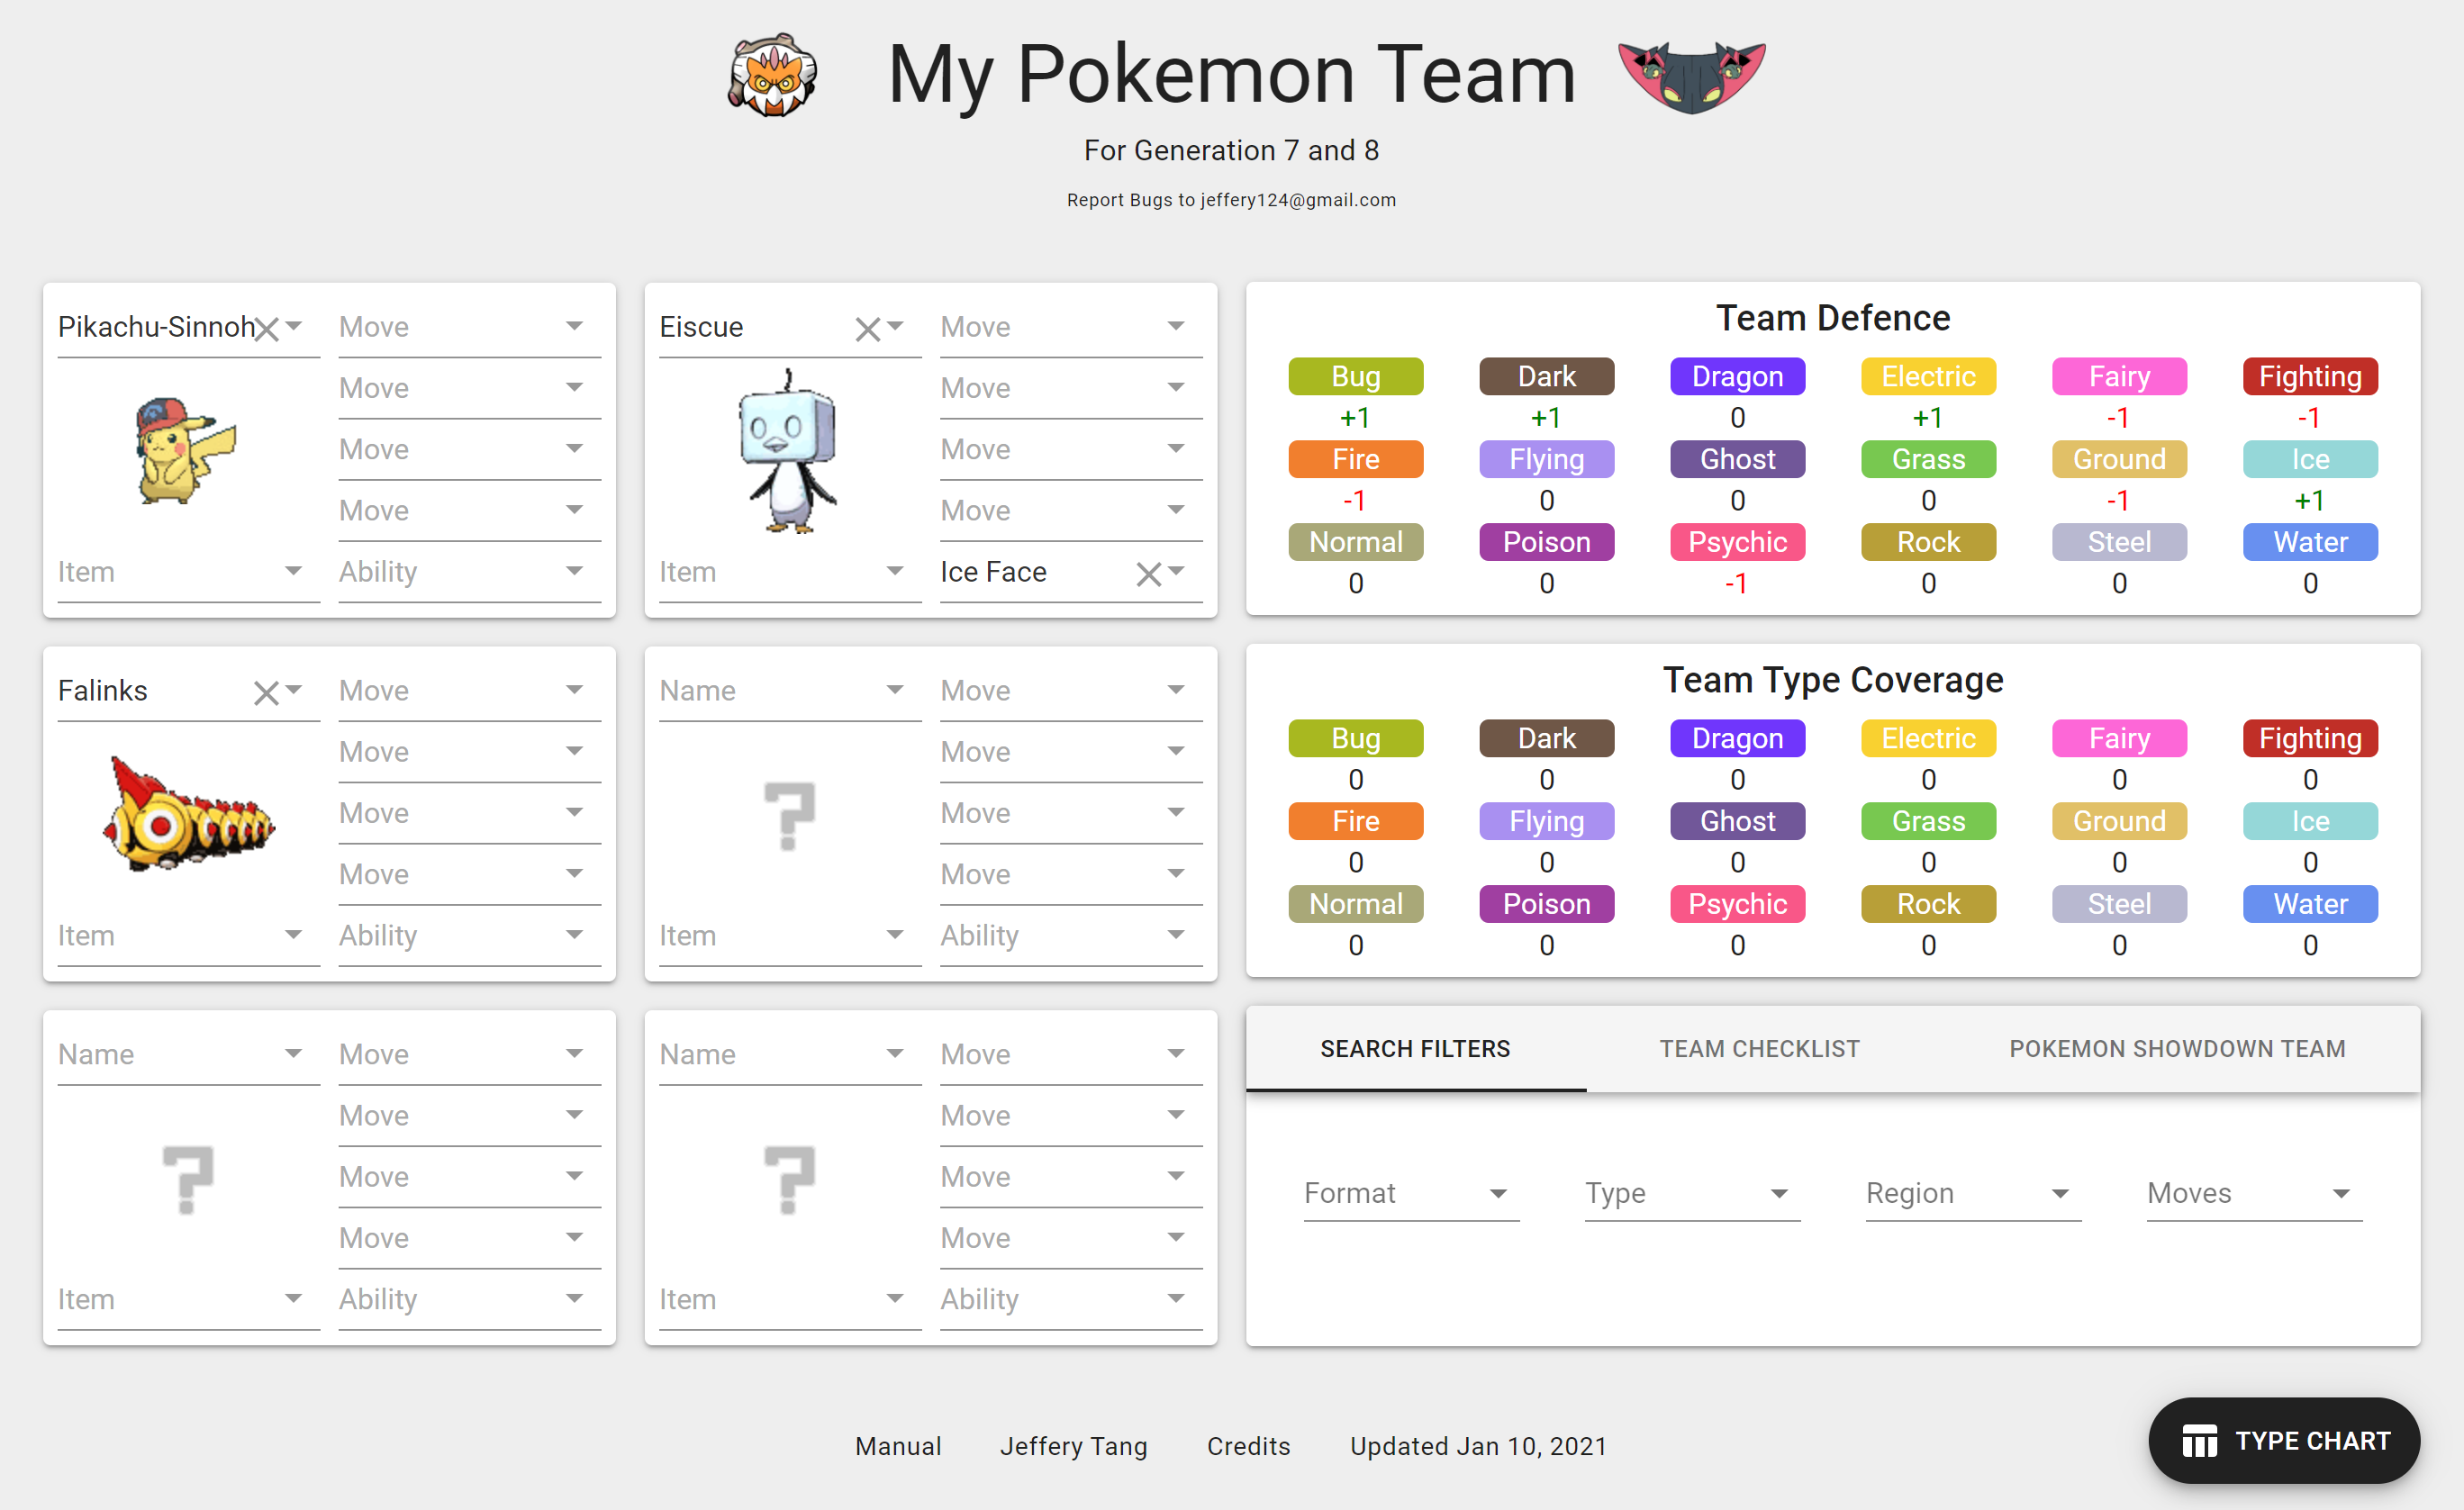 My Pokemon Team
For Generation 7 and 8
Report Bugs to jeffery124@gmail.com
Pikachu-Sinnoh
Move
Move
Move
Move
Item
Ability
Eiscue
Move
Move
Move
Move
Item
Ice Face
Team Defence
Bug Dark Dragon Electric Fairy Fighting
+1 +1 0 +1 -1 -1
Fire Flying Ghost Grass Ground Ice
-1 0 0 0 -1 +1
Normal Poison Psychic Rock Steel Water
0 0 -1 0 0 0
Falinks
Move
Move
Move
Move
Item
Ability
Name
Move
Move
Move
Move
Item
Ability
Team Type Coverage
Bug Dark Dragon Electric Fairy Fighting
0 0 0 0 0 0
Fire Flying Ghost Grass Ground Ice
0 0 0 0 0 0
Normal Poison Psychic Rock Steel Water
0 0 0 0 0 0
Name
Move
Move
Move
Move
Item
Ability
Name
Move
Move
Move
Move
Item
Ability
SEARCH FILTERS TEAM CHECKLIST POKEMON SHOWDOWN TEAM
Format Type Region Moves
Manual Jeffery Tang Credits Updated Jan 10, 2021
TYPE CHART